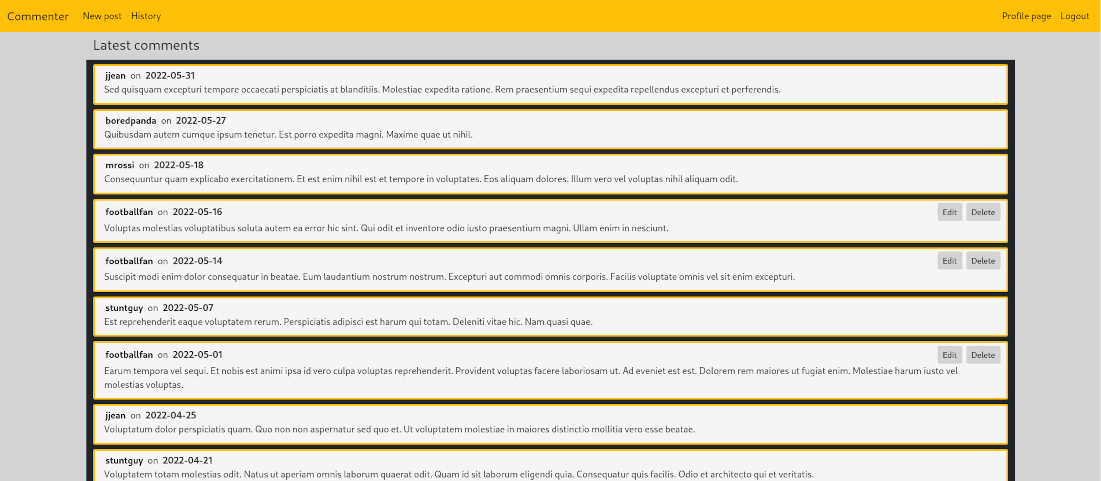 Commenter New post History Profile page Logout
Latest comments
jjean on 2022-05-31
Sed quisquam excepturi tempore occaecati perspiciatis at blanditiis. Molestiae expedita ratione. Rem praesentium sequi expedita repellendus excepturi et perferendis.
boredpanda on 2022-05-27
Quibusdam autem cumque ipsum tenetur. Est porro expedita magni. Maxime quae ut nihil.
mrossi on 2022-05-18
Consequuntur quam explicabo exercitationem. Et est enim nihil est et tempore in voluptates. Eos aliquam dolores. Illum vero vel voluptas nihil aliquam odit.
footballfan on 2022-05-16 Edit Delete
Voluptas molestias voluptatibus soluta autem ea error hic sint. Qui odit et inventore odio iusto praesentium magni. Ullam enim in nesciunt.
footballfan on 2022-05-14 Edit Delete
Suscipit modi enim dolor consequatur in beatae. Eum laudantium nostrum nostrum. Excepturi aut commodi omnis corporis. Facilis voluptate omnis vel sit enim excepturi.
stuntguy on 2022-05-07
Est reprehenderit eaque voluptatem rerum. Perspiciatis adipisci est harum qui totam. Deleniti vitae hic. Nam quasi quae.
footballfan on 2022-05-01 Edit Delete
Earum tempora vel sequi. Et nobis est animi ipsa id vero culpa voluptas reprehenderit. Provident voluptas facere laboriosam ut. Ad eveniet est est. Dolorem rem maiores ut fugiat enim. Molestiae harum iusto vel
molestias voluptas.
jjean on 2022-04-25
Voluptatum dolor perspiciatis quam. Quo non non aspernatur sed quo et. Ut voluptatem molestiae in maiores distinctio mollitia vero esse beatae.
stuntguy on 2022-04-21
Voluptatem totam molestias odit. Natus ut aperiam omnis laborum quaerat odit. Quam id sit laborum eligendi quia. Consequatur quis facilis. Odio et architecto qui et veritatis.